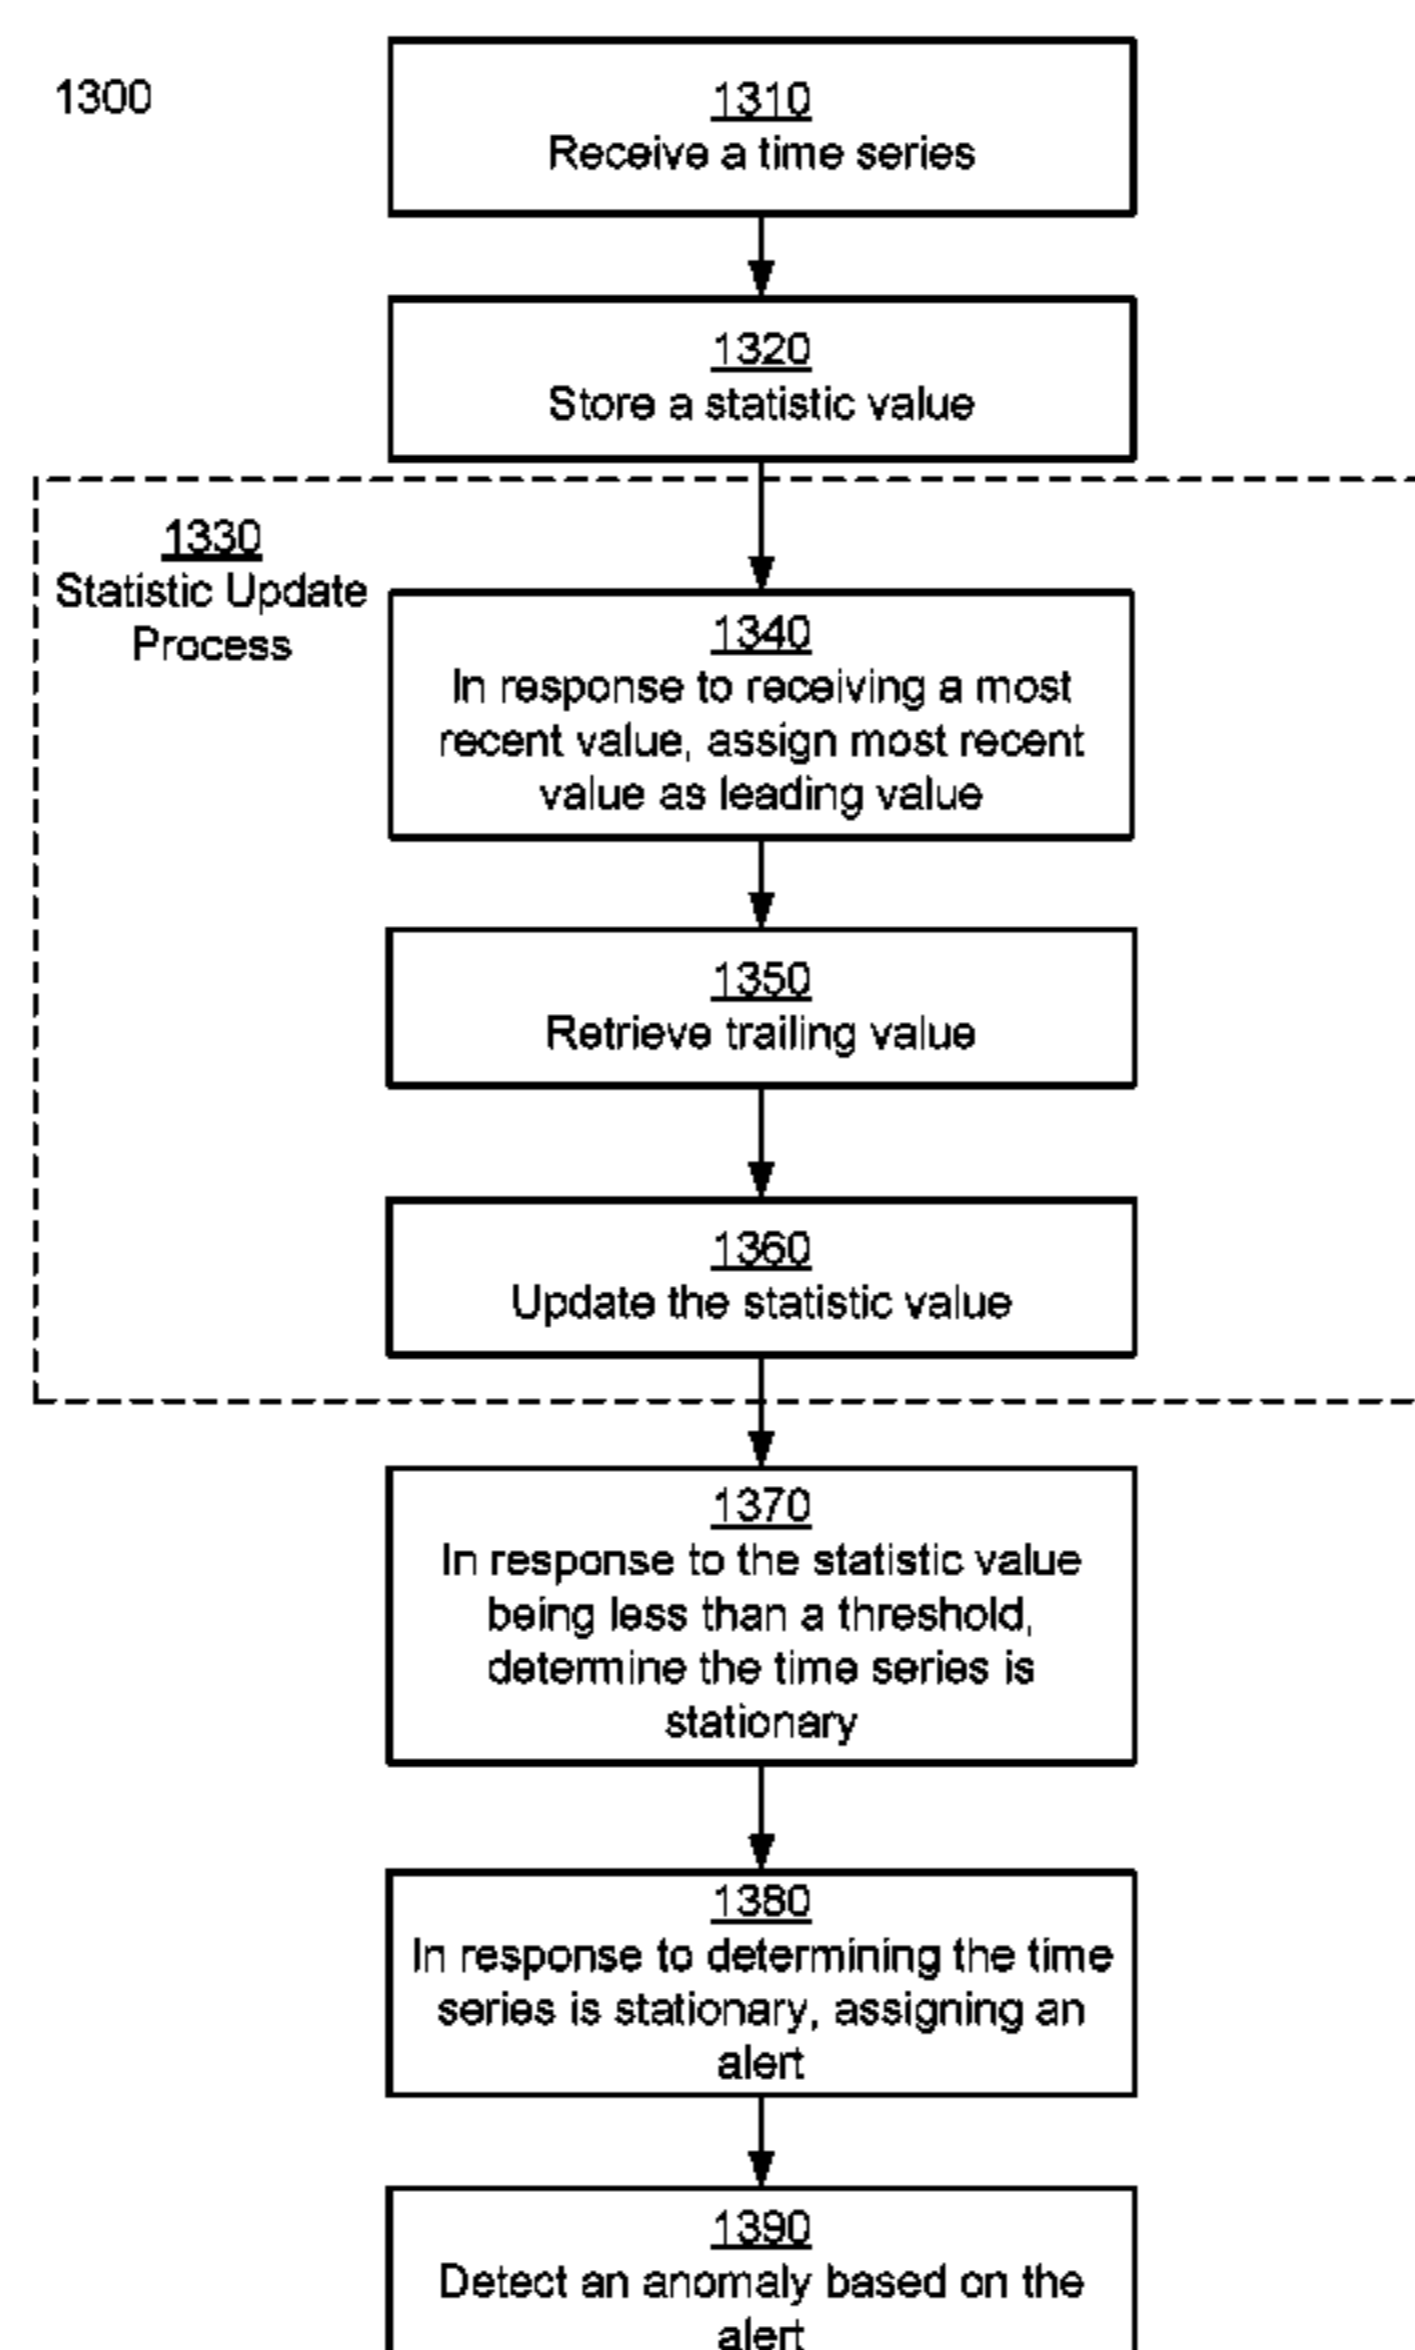 1300
1310
Receive a time series
1320
Store a statistic value
1330
Statistic Update
Process
1340
In response to receiving a most
recent value, assign most recent
value as leading value
1350
Retrieve trailing value
1360
Update the statistic value
1370
In response to the statistic value
being less than a threshold,
determine the time series is
stationary
1380
In response to determining the time
series is stationary, assigning an
alert
1390
Detect an anomaly based on the
alert